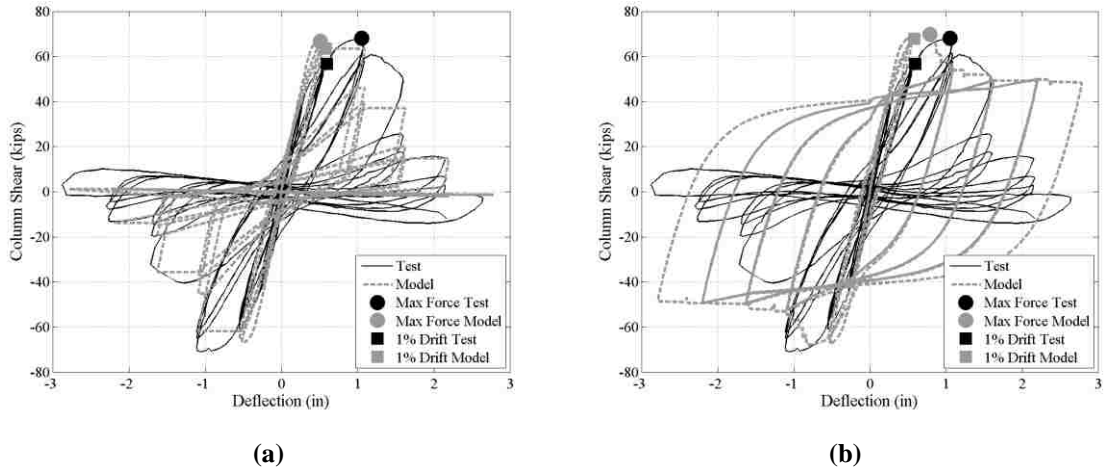 80
60
40
20
0
-20
-40
-60
-80
-3
-2
-1
0
1
2
3
Column Shear (kips)
Deflection (in)
Test
Model
Max Force Test
Max Force Model
1% Drift Test
1% Drift Model
(a)
80
60
40
20
0
-20
-40
-60
-80
-3
-2
-1
0
1
2
3
Column Shear (kips)
Deflection (in)
Test
Model
Max Force Test
Max Force Model
1% Drift Test
1% Drift Model
(b)